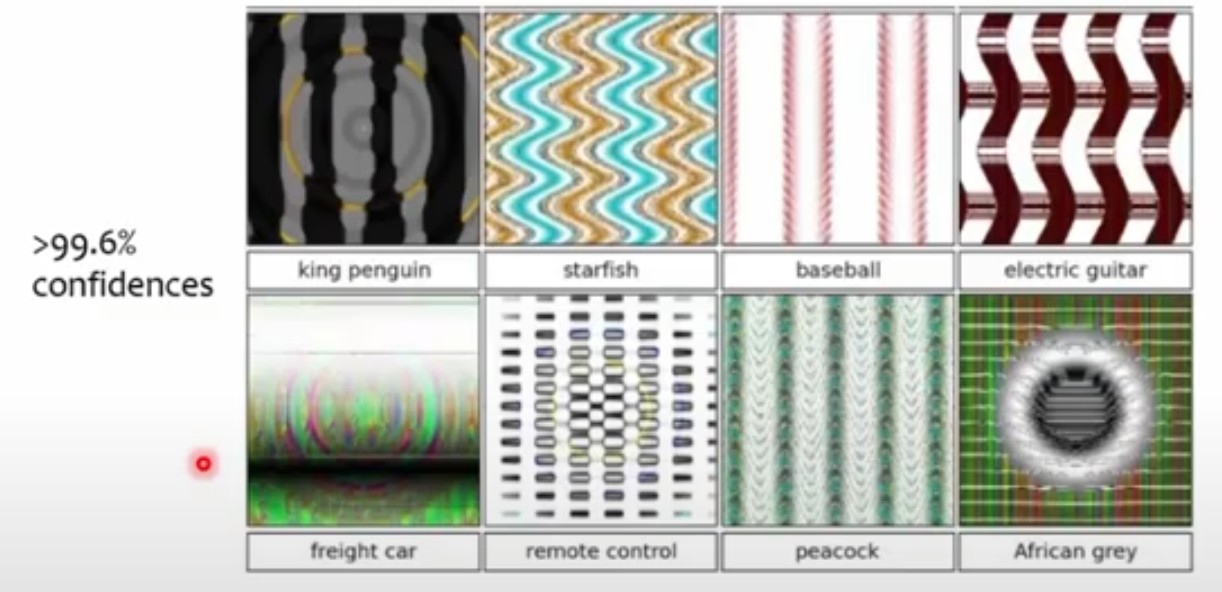 >99.6%
confidences
king penguin
starfish
baseball
electric guitar
freight car
remote control
peacock
African grey